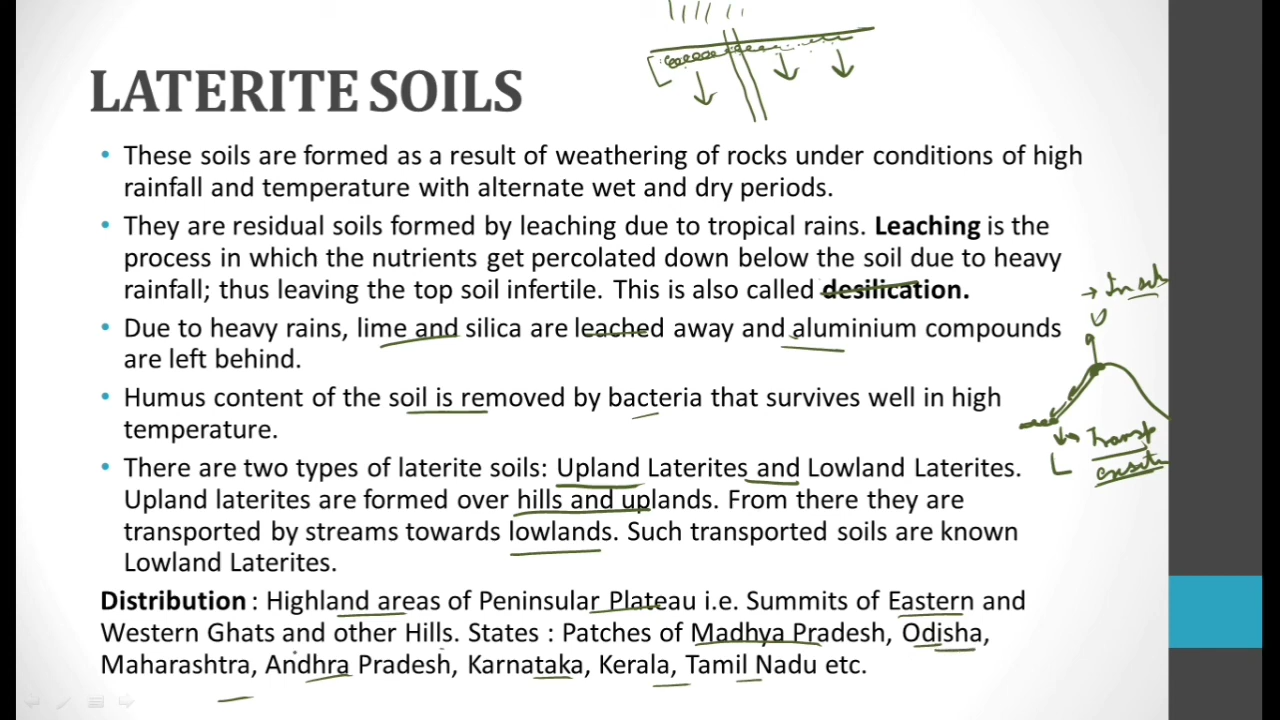 LATERITE SOILS
• These soils are formed as a result of weathering of rocks under conditions of high
rainfall and temperature with alternate wet and dry periods.
• They are residual soils formed by leaching due to tropical rains. Leaching is the
process in which the nutrients get percolated down below the soil due to heavy
rainfall; thus leaving the top soil infertile. This is also called desilication.
• Due to heavy rains, lime and silica are leached away and aluminium compounds
are left behind.
• Humus content of the soil is removed by bacteria that survives well in high
temperature.
• There are two types of laterite soils: Upland Laterites and Lowland Laterites.
Upland laterites are formed over hills and uplands. From there they are
transported by streams towards lowlands. Such transported soils are known
Lowland Laterites.
Distribution : Highland areas of Peninsular Plateau i.e. Summits of Eastern and
Western Ghats and other Hills. States : Patches of Madhya Pradesh, Odisha,
Maharashtra, Andhra Pradesh, Karnataka, Kerala, Tamil Nadu etc.
Transp